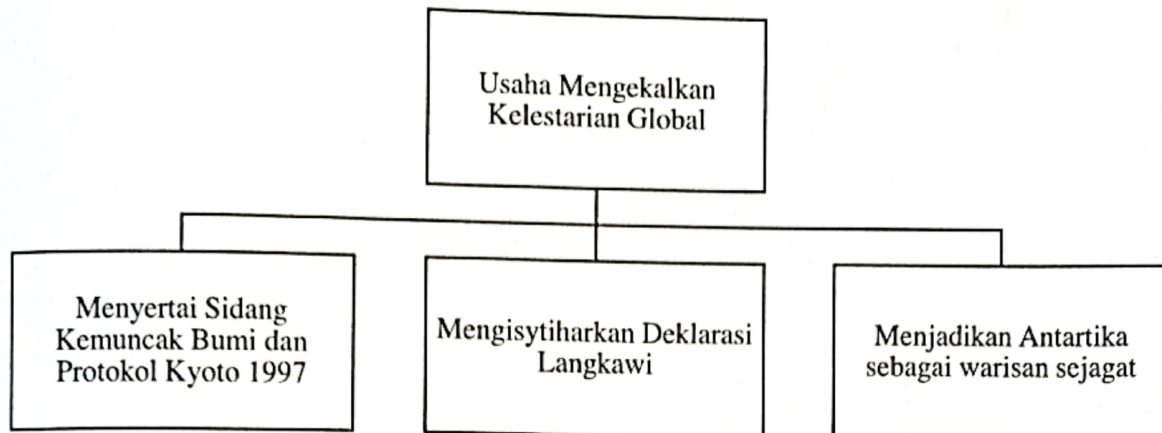 Usaha Mengekalkan
Kelestarian Global
Menyertai Sidang
Kemuncak Bumi dan
Protokol Kyoto 1997
Mengisytiharkan Deklarasi
Langkawi
Menjadikan Antartika
sebagai warisan sejagat